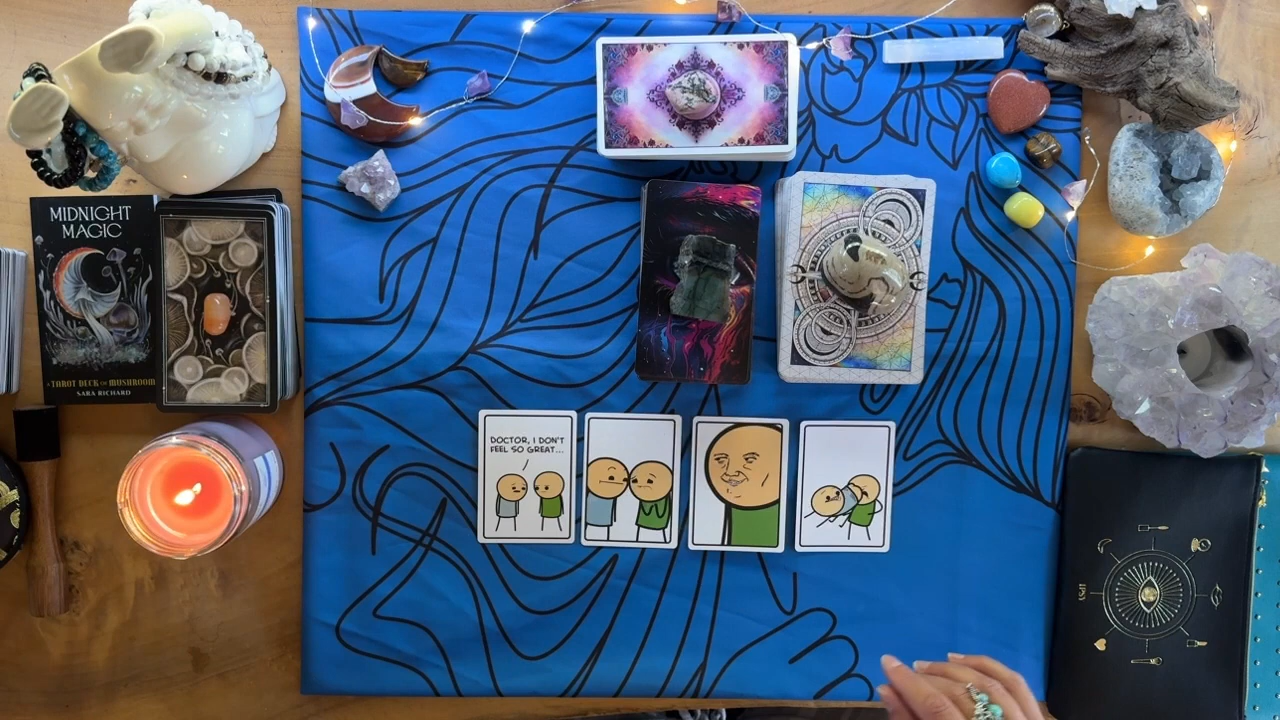 MIDNIGHT
MAGIC
A TAROT DECK OF MUSHROOMS
SARA RICHARD
DOCTOR, I DON'T
FEEL SO GREAT...